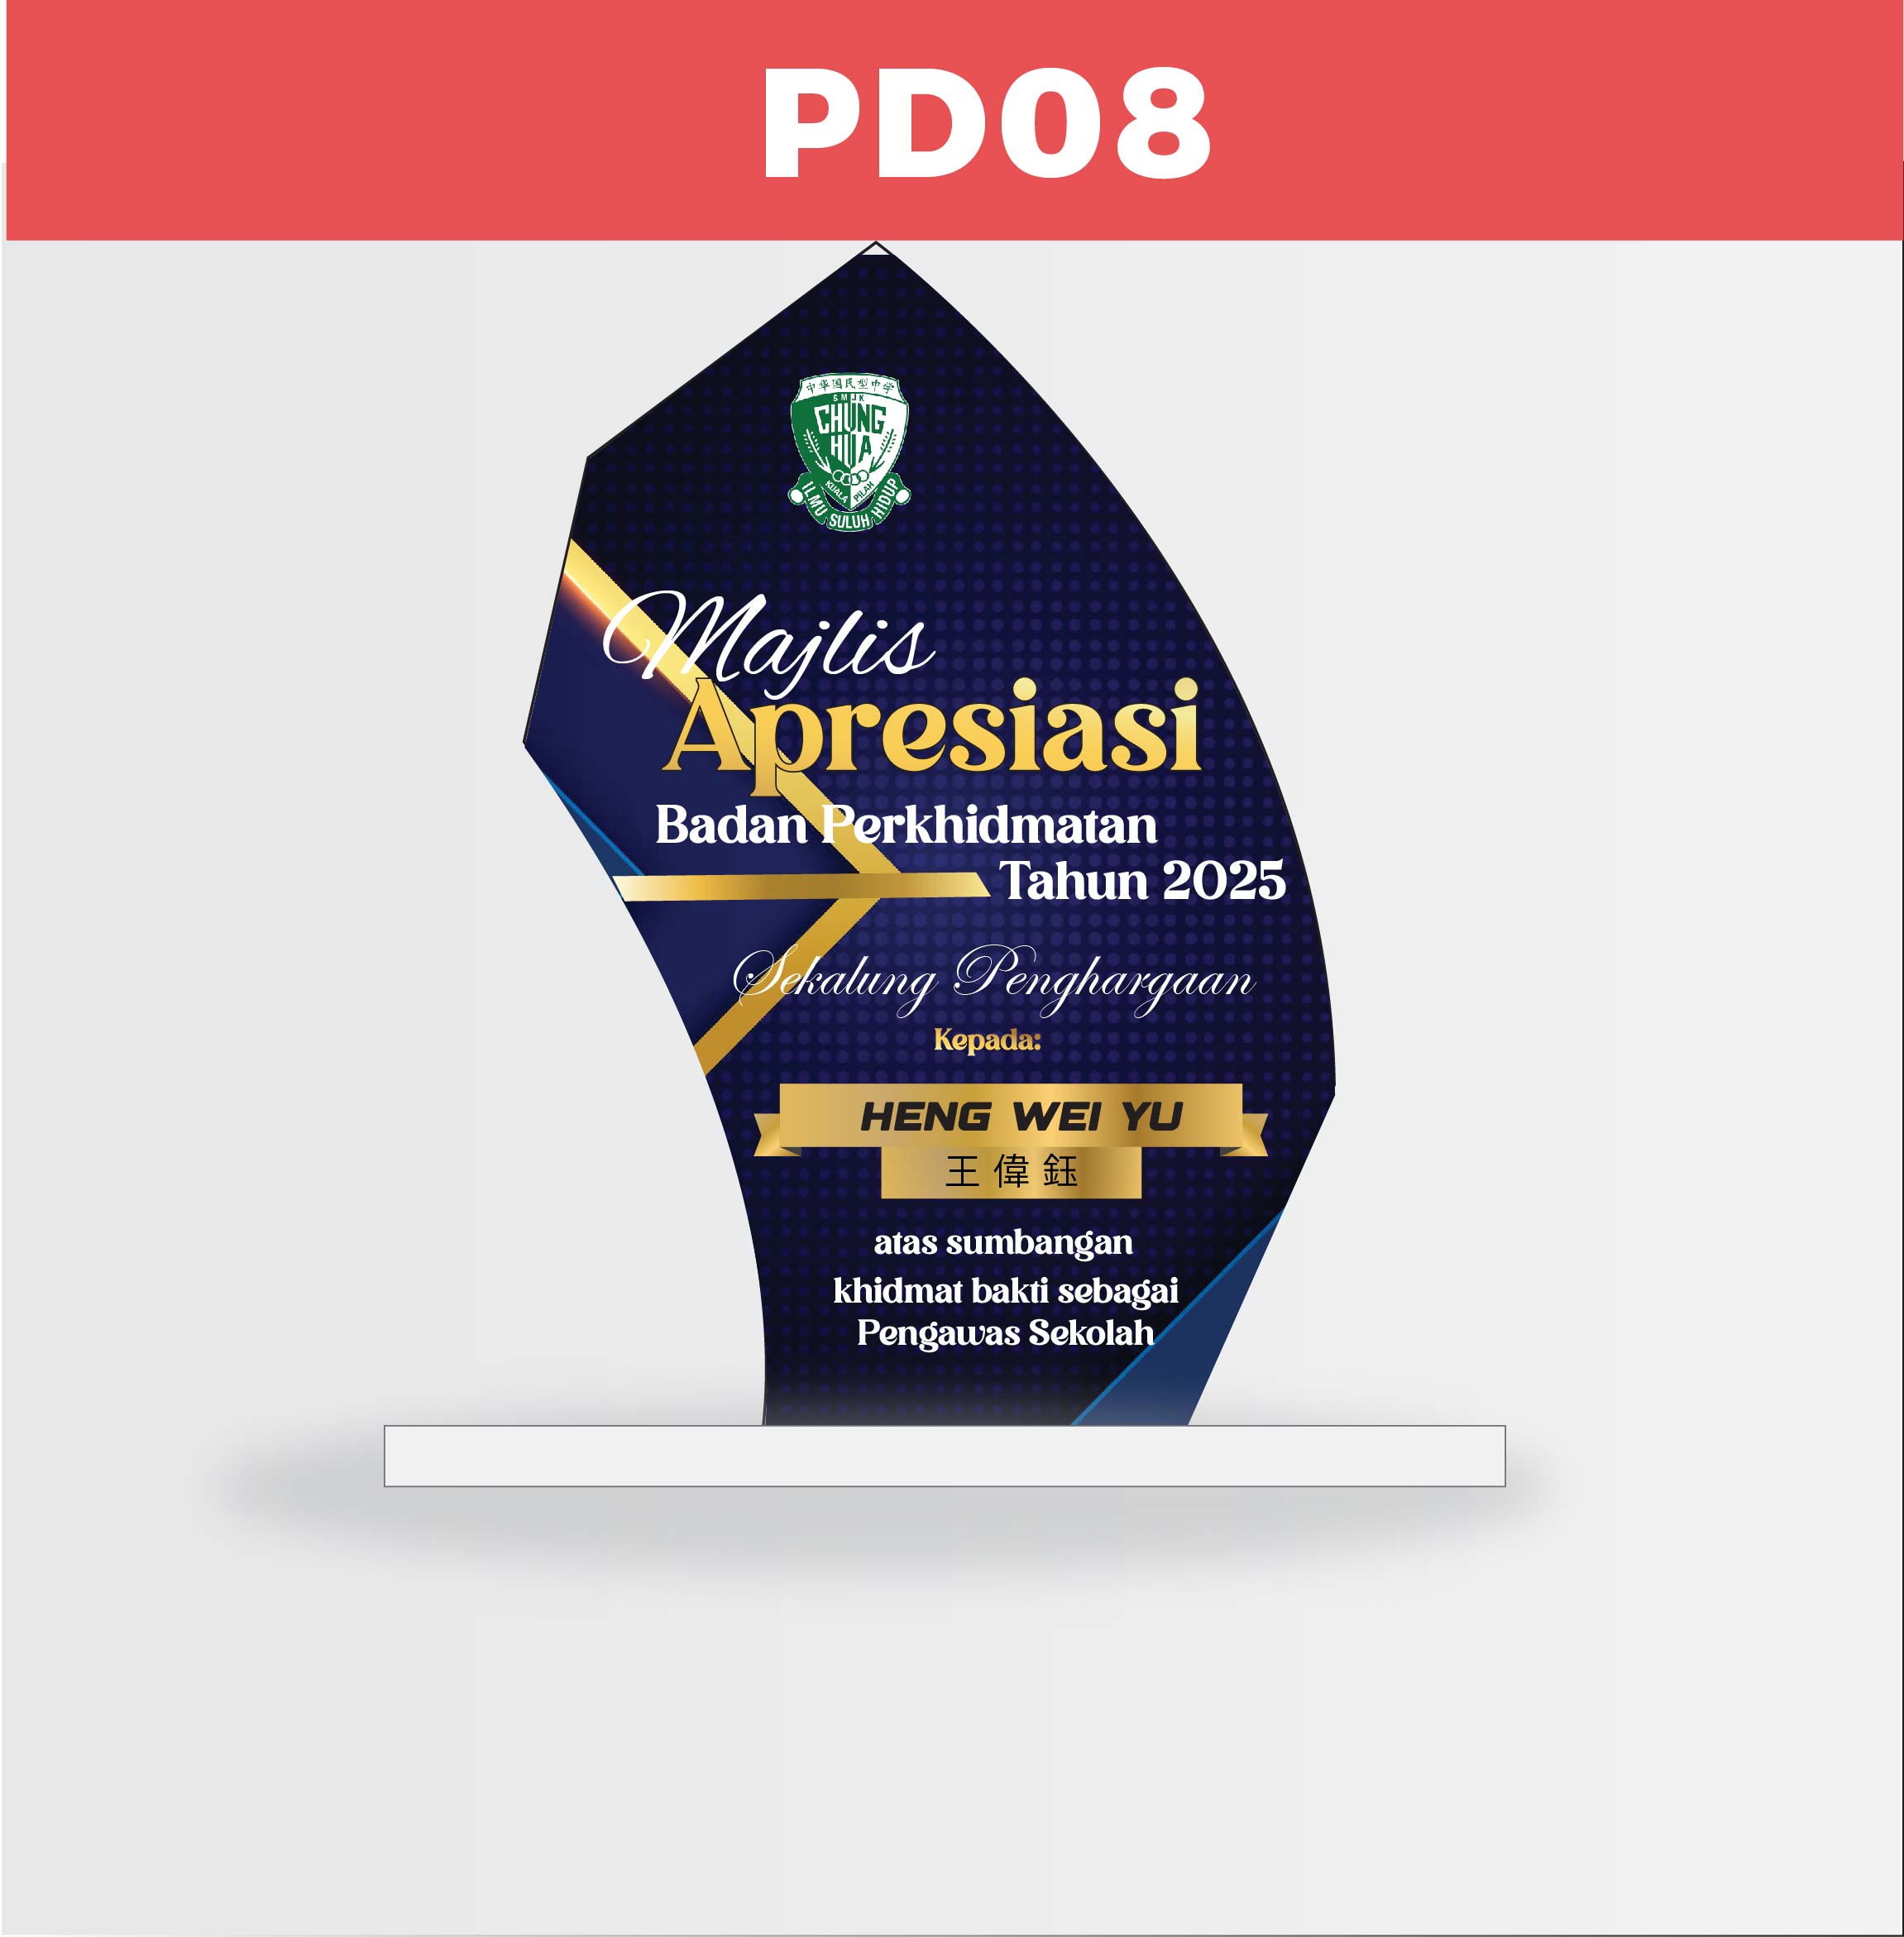 PD08
中华国民型中学
SMJK
CHUNG
HUA
KUALA PILAH
ILMU SULUH HIDUP
Majlis
Apresiasi
Badan Perkhidmatan
Tahun 2025
Sekalung Penghargaan
Kepada:
HENG WEI YU
王偉鈺
atas sumbangan
khidmat bakti sebagai
Pengawas Sekolah